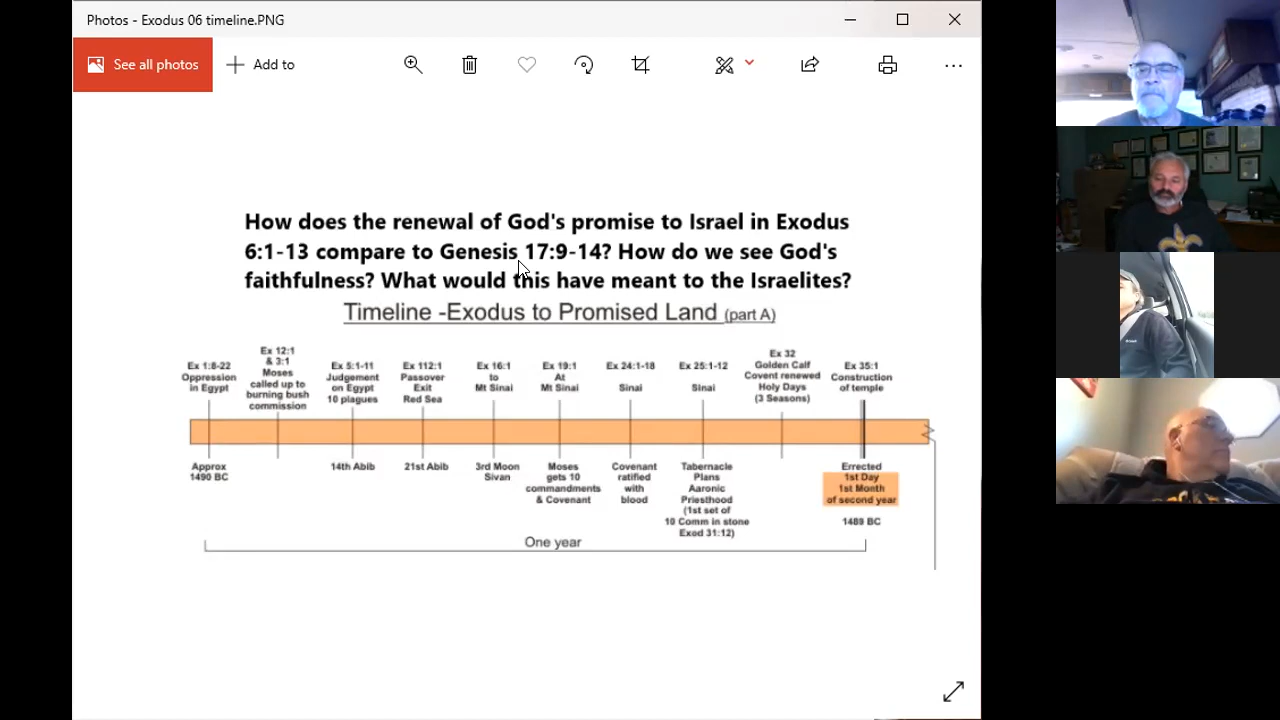 Photos - Exodus 06 timeline.PNG
See all photos
Add to
How does the renewal of God's promise to Israel in Exodus
6:1-13 compare to Genesis 17:9-14? How do we see God's
faithfulness? What would this have meant to the Israelites?
Timeline -Exodus to Promised Land (part A)
Ex 1:8-22
Oppression
in Egypt
Ex 12:1
& 3:1
Moses
called up to
burning bush
commission
Ex 5:1-11
Judgement
on Egypt
10 plagues
Ex 112:1
Passover
Exit
Red Sea
Ex 16:1
to
Mt Sinai
Ex 19:1
At
Mt Sinai
Ex 24:1-18
Sinai
Ex 25:1-12
Sinai
Ex 32
Golden Calf
Covent renewed
Holy Days
(3 Seasons)
Ex 35:1
Construction
of temple
Approx
1490 BC
14th Abib
21st Abib
3rd Moon
Sivan
Moses
gets 10
commandments
& Covenant
Covenant
ratified
with
blood
Tabernacle
Plans
Aaronic
Priesthood
(1st set of
10 Comm in stone
Exod 31:12)
Errected
1st Day
1st Month
of second year
1489 BC
One year